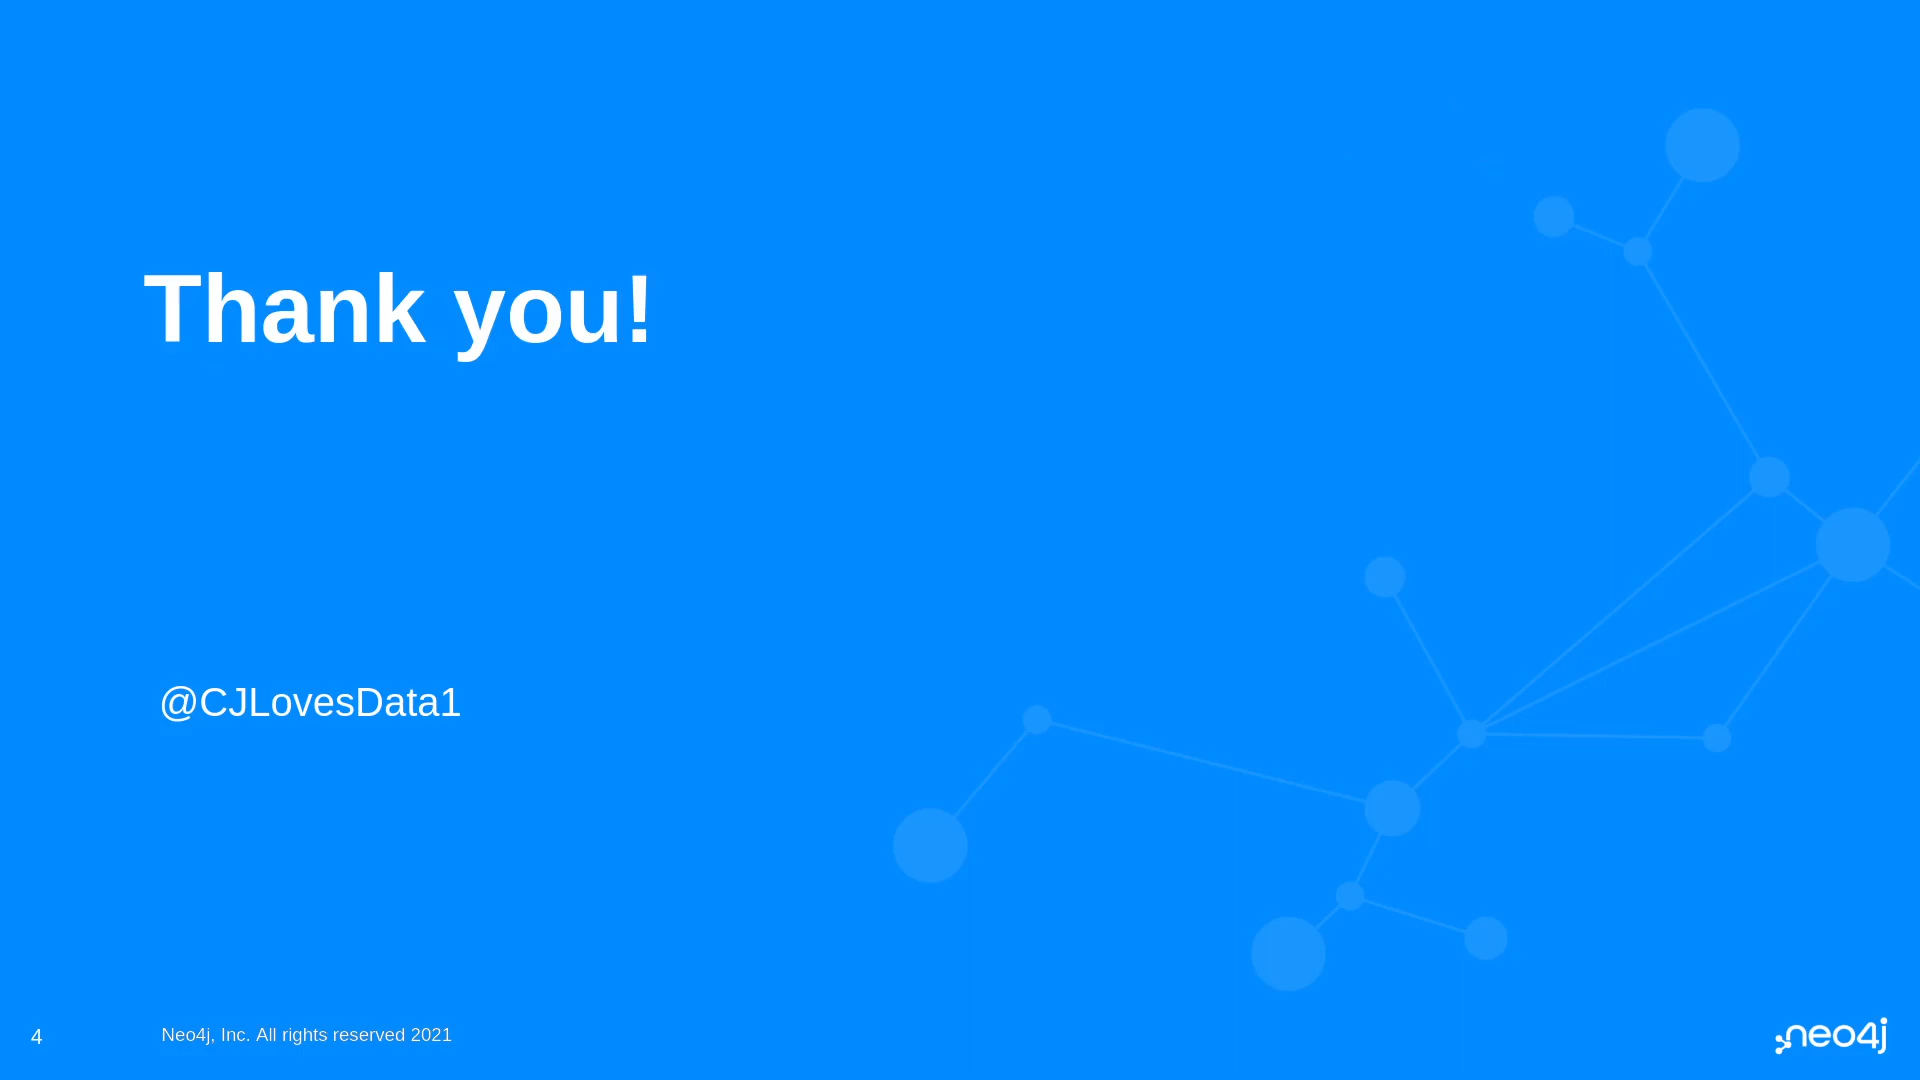 Thank you!
@CJLovesData1
4
Neo4j, Inc. All rights reserved 2021
neo4j